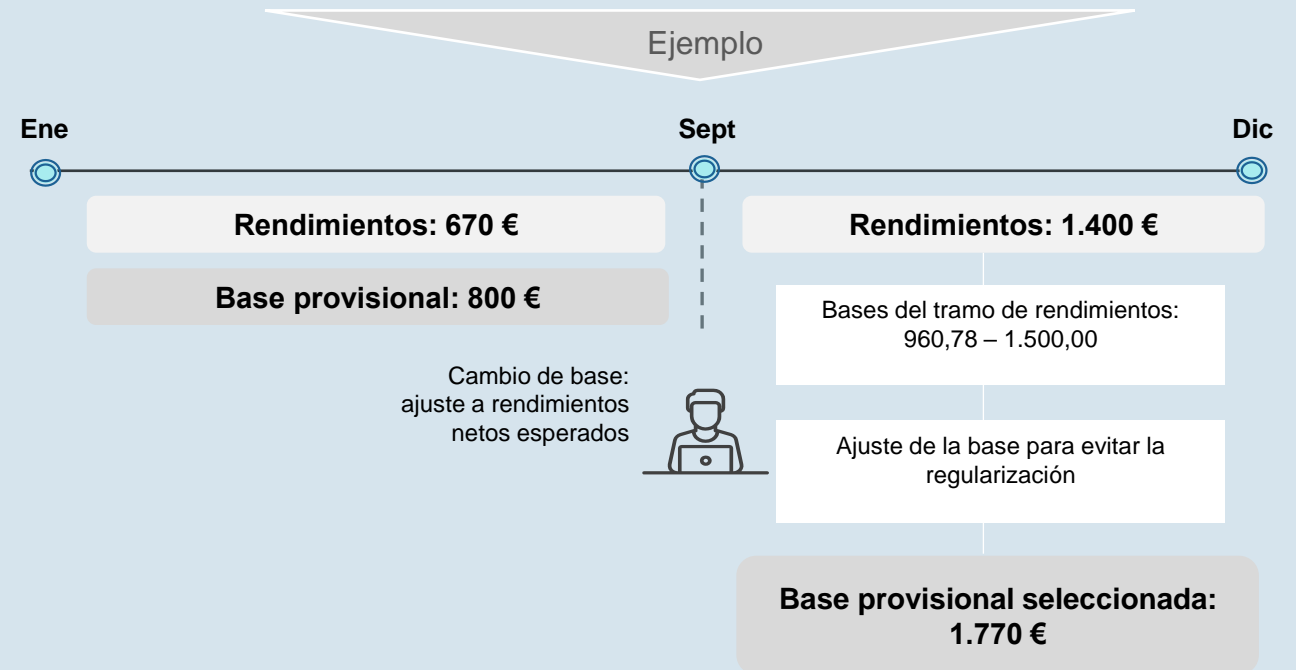 Ejemplo
Ene
Sept
Dic
Rendimientos: 670 €
Base provisional: 800 €
Cambio de base:
ajuste a rendimientos
netos esperados
Rendimientos: 1.400 €
Bases del tramo de rendimientos:
960,78 – 1.500,00
Ajuste de la base para evitar la
regularización
Base provisional seleccionada:
1.770 €